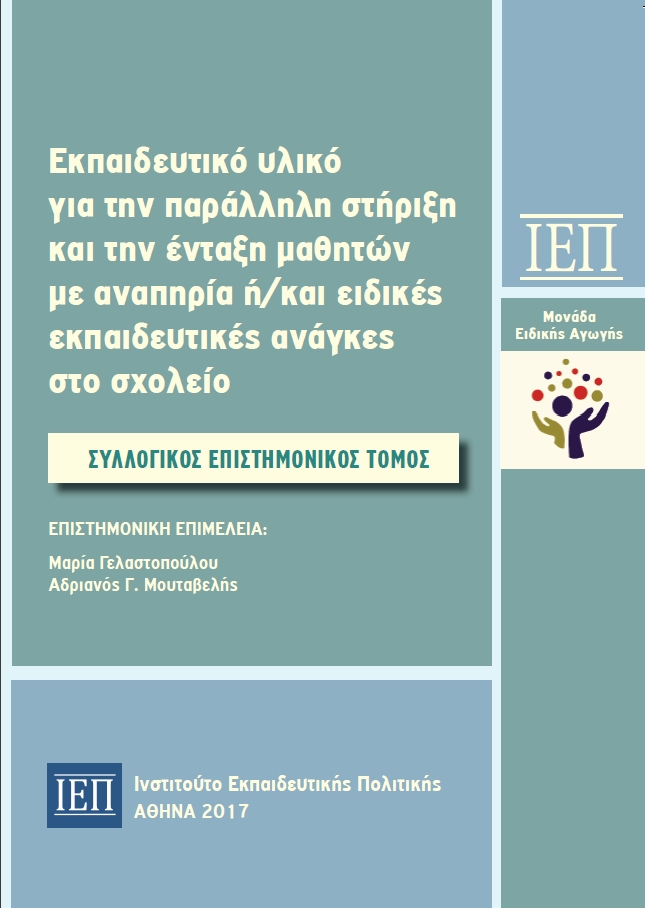 Εκπαιδευτικό υλικό
για την παράλληλη στήριξη
και την ένταξη μαθητών
με αναπηρία ή/και ειδικές
εκπαιδευτικές ανάγκες
στο σχολείο
ΣΥΛΛΟΓΙΚΟΣ ΕΠΙΣΤΗΜΟΝΙΚΟΣ ΤΟΜΟΣ
ΕΠΙΣΤΗΜΟΝΙΚΗ ΕΠΙΜΕΛΕΙΑ:
Μαρία Γελαστοπούλου
Αδριανός Γ. Μουταβελής
ΙΕΠ
Μονάδα
Ειδικής Αγωγής
ΙΕΠ
Ινστιτούτο Εκπαιδευτικής Πολιτικής
ΑΘΗΝΑ 2017